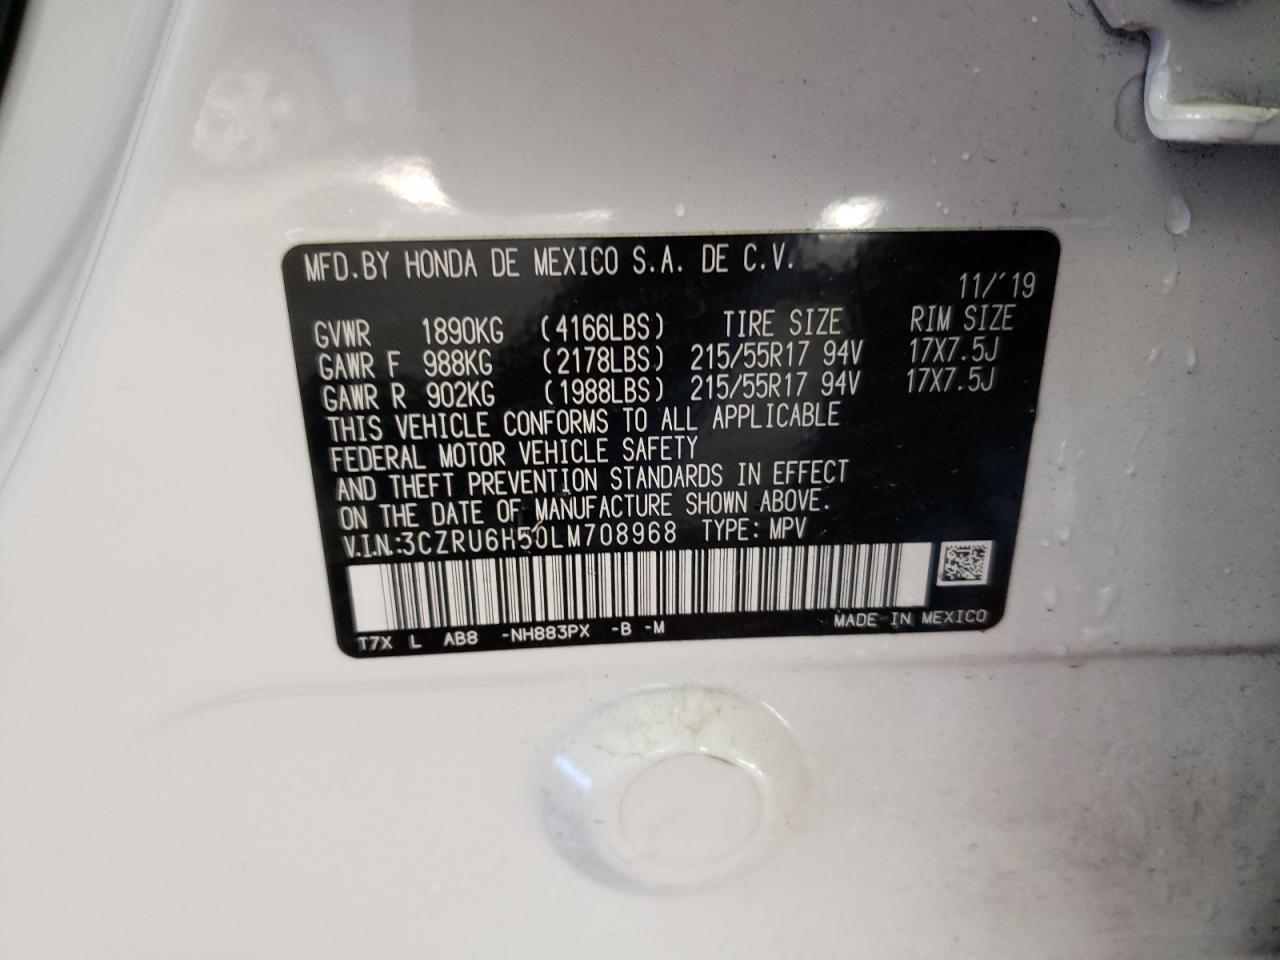 MFD.BY HONDA DE MEXICO S.A. DE C.V.
11/'19
GVWR 1890KG (4166LBS) TIRE SIZE RIM SIZE
GAWR F 988KG (2178LBS) 215/55R17 94V 17X7.5J
GAWR R 902KG (1988LBS) 215/55R17 94V 17X7.5J
THIS VEHICLE CONFORMS TO ALL APPLICABLE
FEDERAL MOTOR VEHICLE SAFETY
AND THEFT PREVENTION STANDARDS IN EFFECT
ON THE DATE OF MANUFACTURE SHOWN ABOVE.
V.I.N.:3CZRU6H50LM708968 TYPE: MPV
T7X L AB8 -NH883PX -B -M MADE IN MEXICO